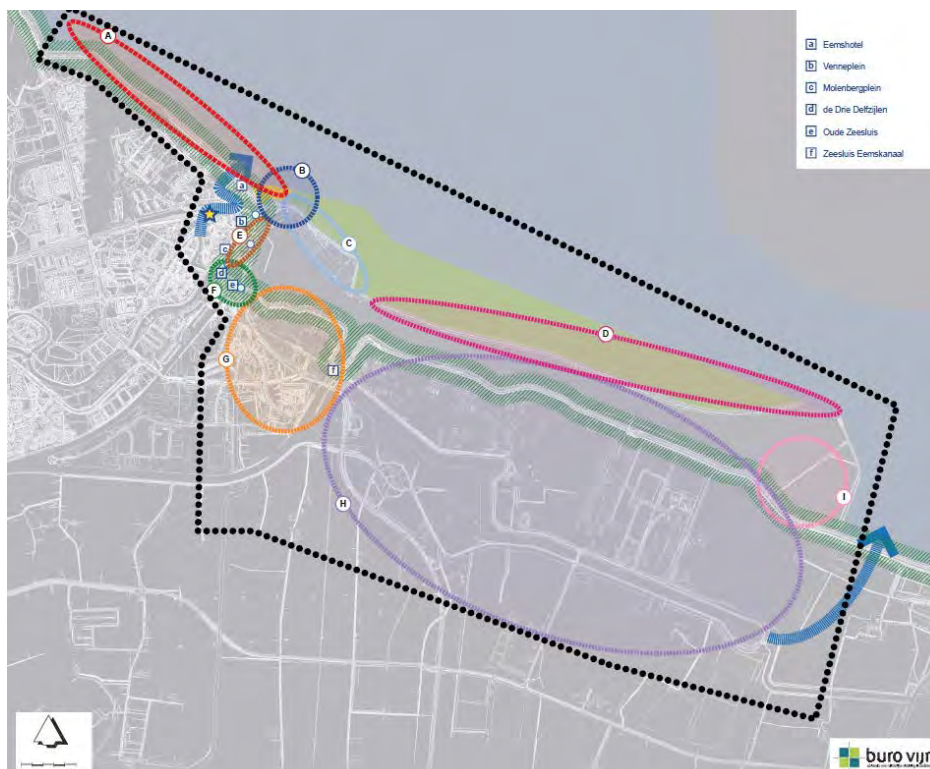 A
a Eemshotel
b Venneplein
c Molenbergplein
d de Drie Delfzijlen
e Oude Zeesluis
f Zeesluis Eemskanaal
B
a
b
E
C
c
d
F
e
D
G
f
H
I
buro vijn